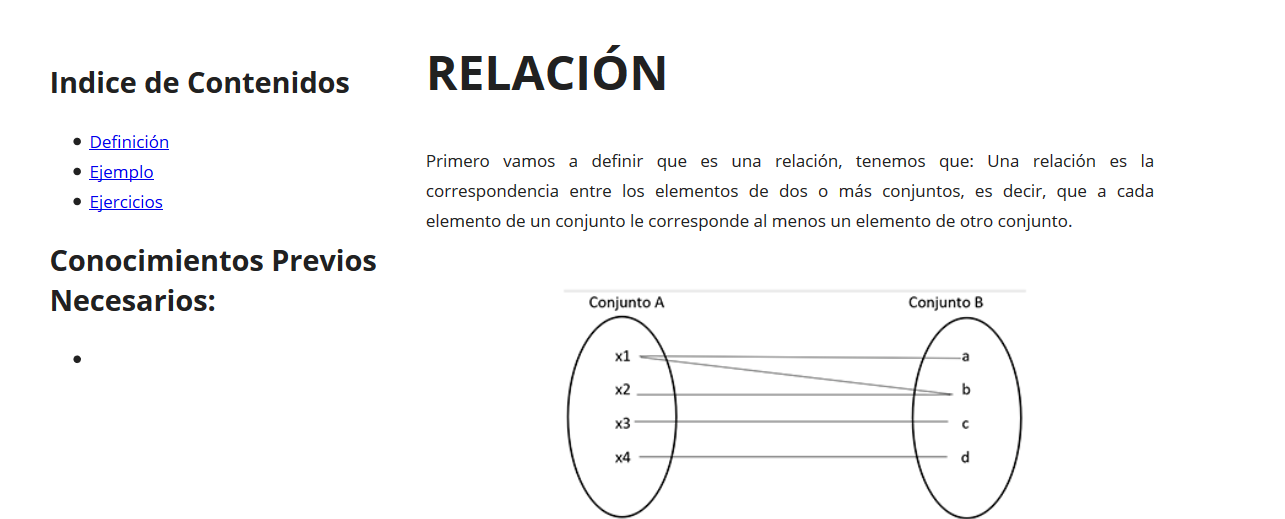 Indice de Contenidos
Definición
Ejemplo
Ejercicios
Conocimientos Previos
Necesarios:
RELACIÓN
Primero vamos a definir que es una relación, tenemos que: Una relación es la
correspondencia entre los elementos de dos o más conjuntos, es decir, que a cada
elemento de un conjunto le corresponde al menos un elemento de otro conjunto.
Conjunto A Conjunto B
x1 a
x2 b
x3 c
x4 d